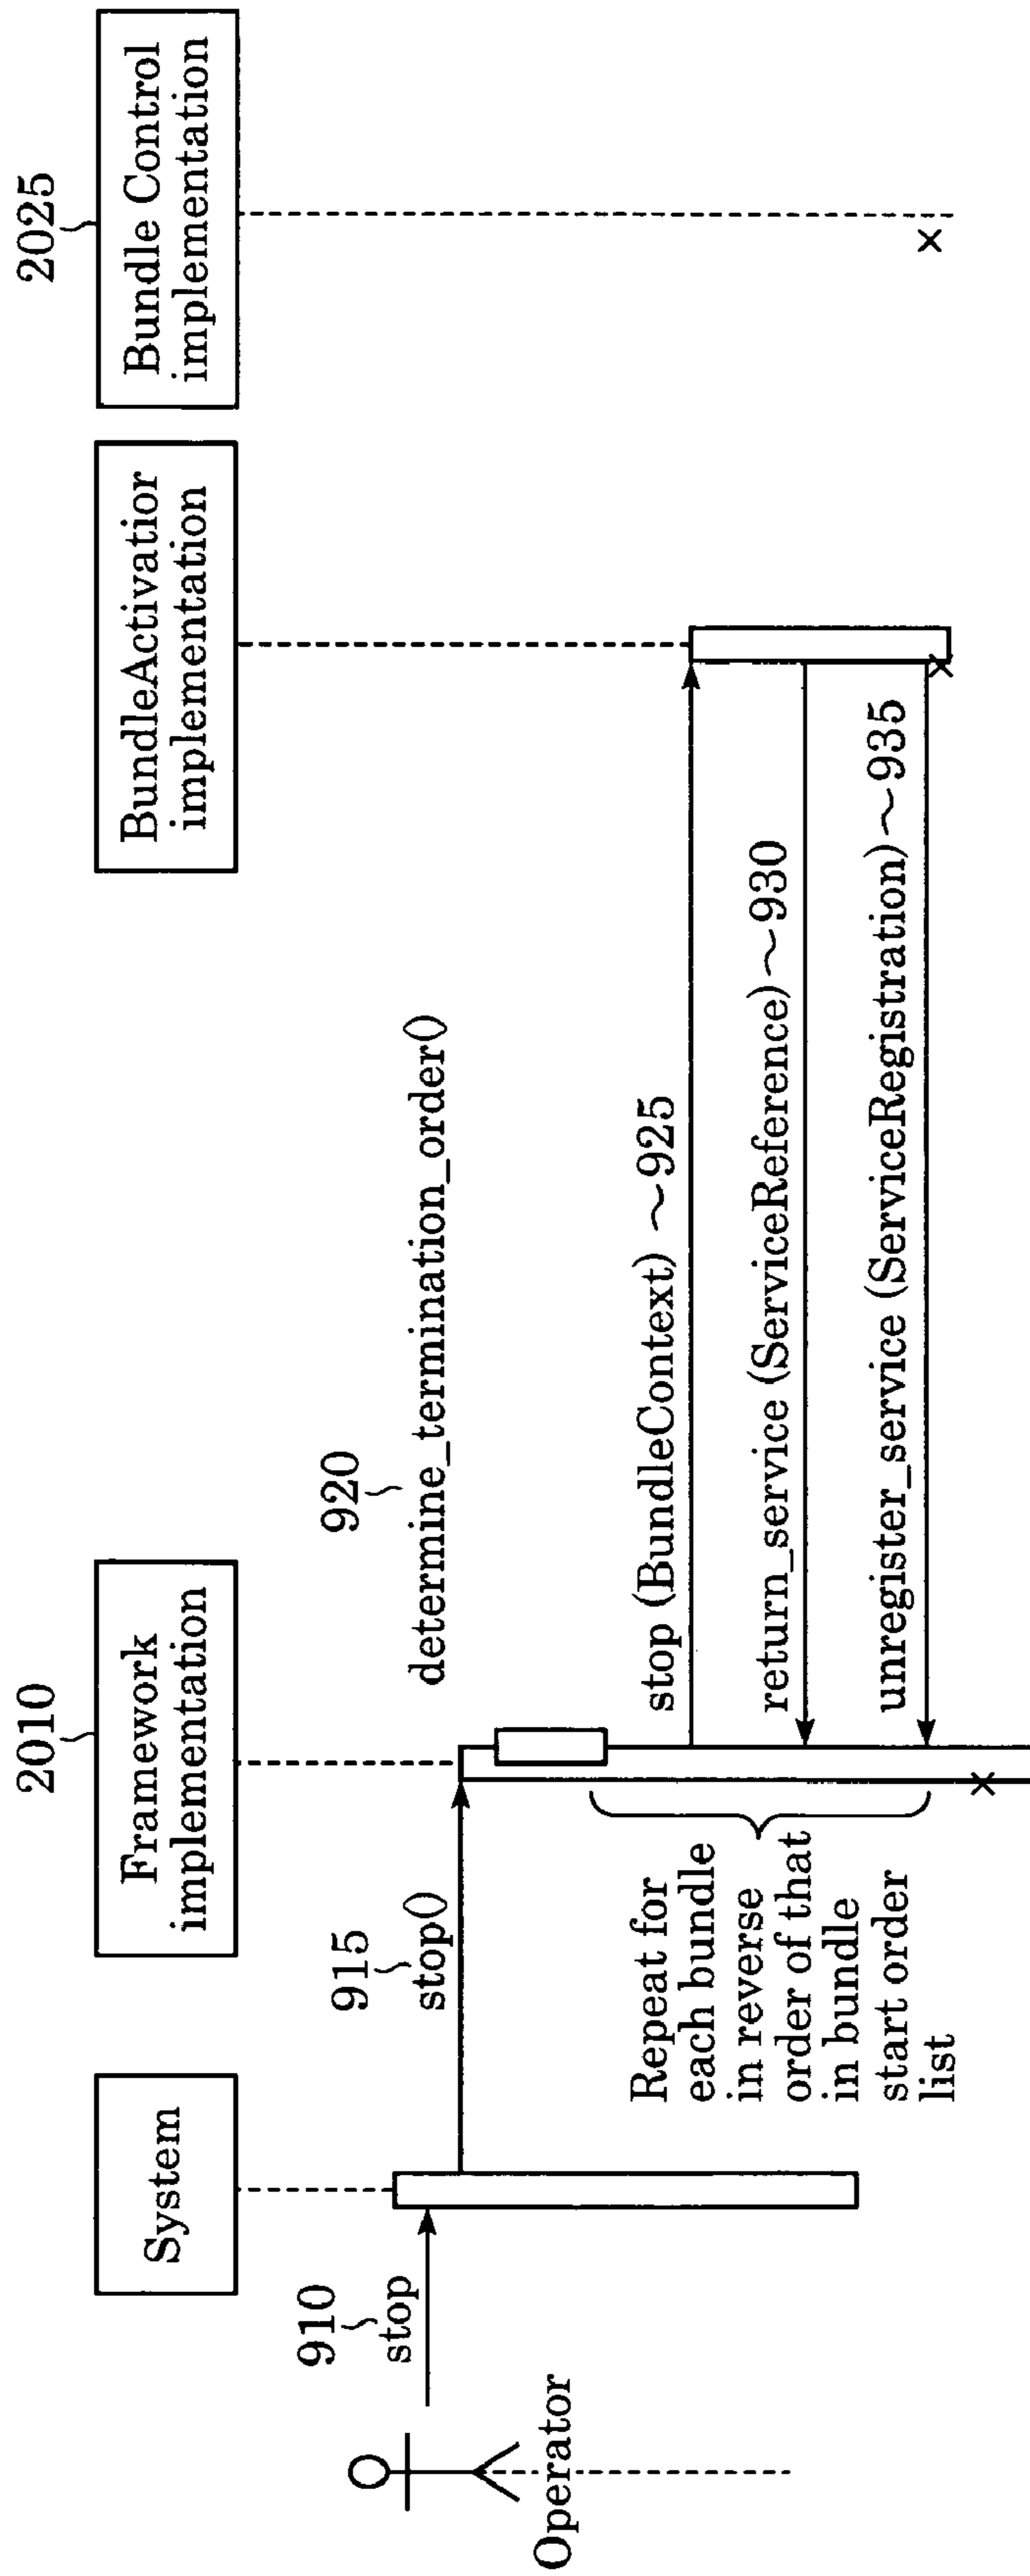 2010
2025
System
Framework
implementation
BundleActivatior
implementation
Bundle Control
implementation
910
stop
Operator
915
stop()
920
determine_termination_order()
Repeat for
each bundle
in reverse
order of that
in bundle
start order
list
stop (BundleContext) ~925
return_service (ServiceReference)~930
unregister_service (ServiceRegistration)~935